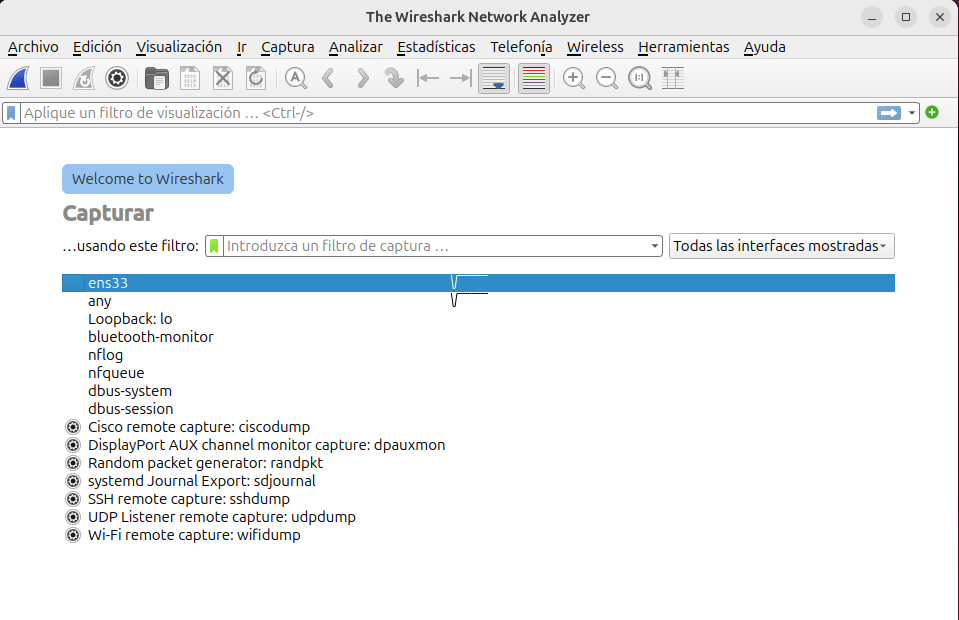 The Wireshark Network Analyzer
Archivo Edición Visualización Ir Captura Analizar Estadísticas Telefonía Wireless Herramientas Ayuda
Aplique un filtro de visualización … <Ctrl-/>
Welcome to Wireshark
Capturar
…usando este filtro: Introduzca un filtro de captura … Todas las interfaces mostradas
ens33
any
Loopback: lo
bluetooth-monitor
nflog
nfqueue
dbus-system
dbus-session
Cisco remote capture: ciscodump
DisplayPort AUX channel monitor capture: dpauxmon
Random packet generator: randpkt
systemd Journal Export: sdjournal
SSH remote capture: sshdump
UDP Listener remote capture: udpdump
Wi-Fi remote capture: wifidump